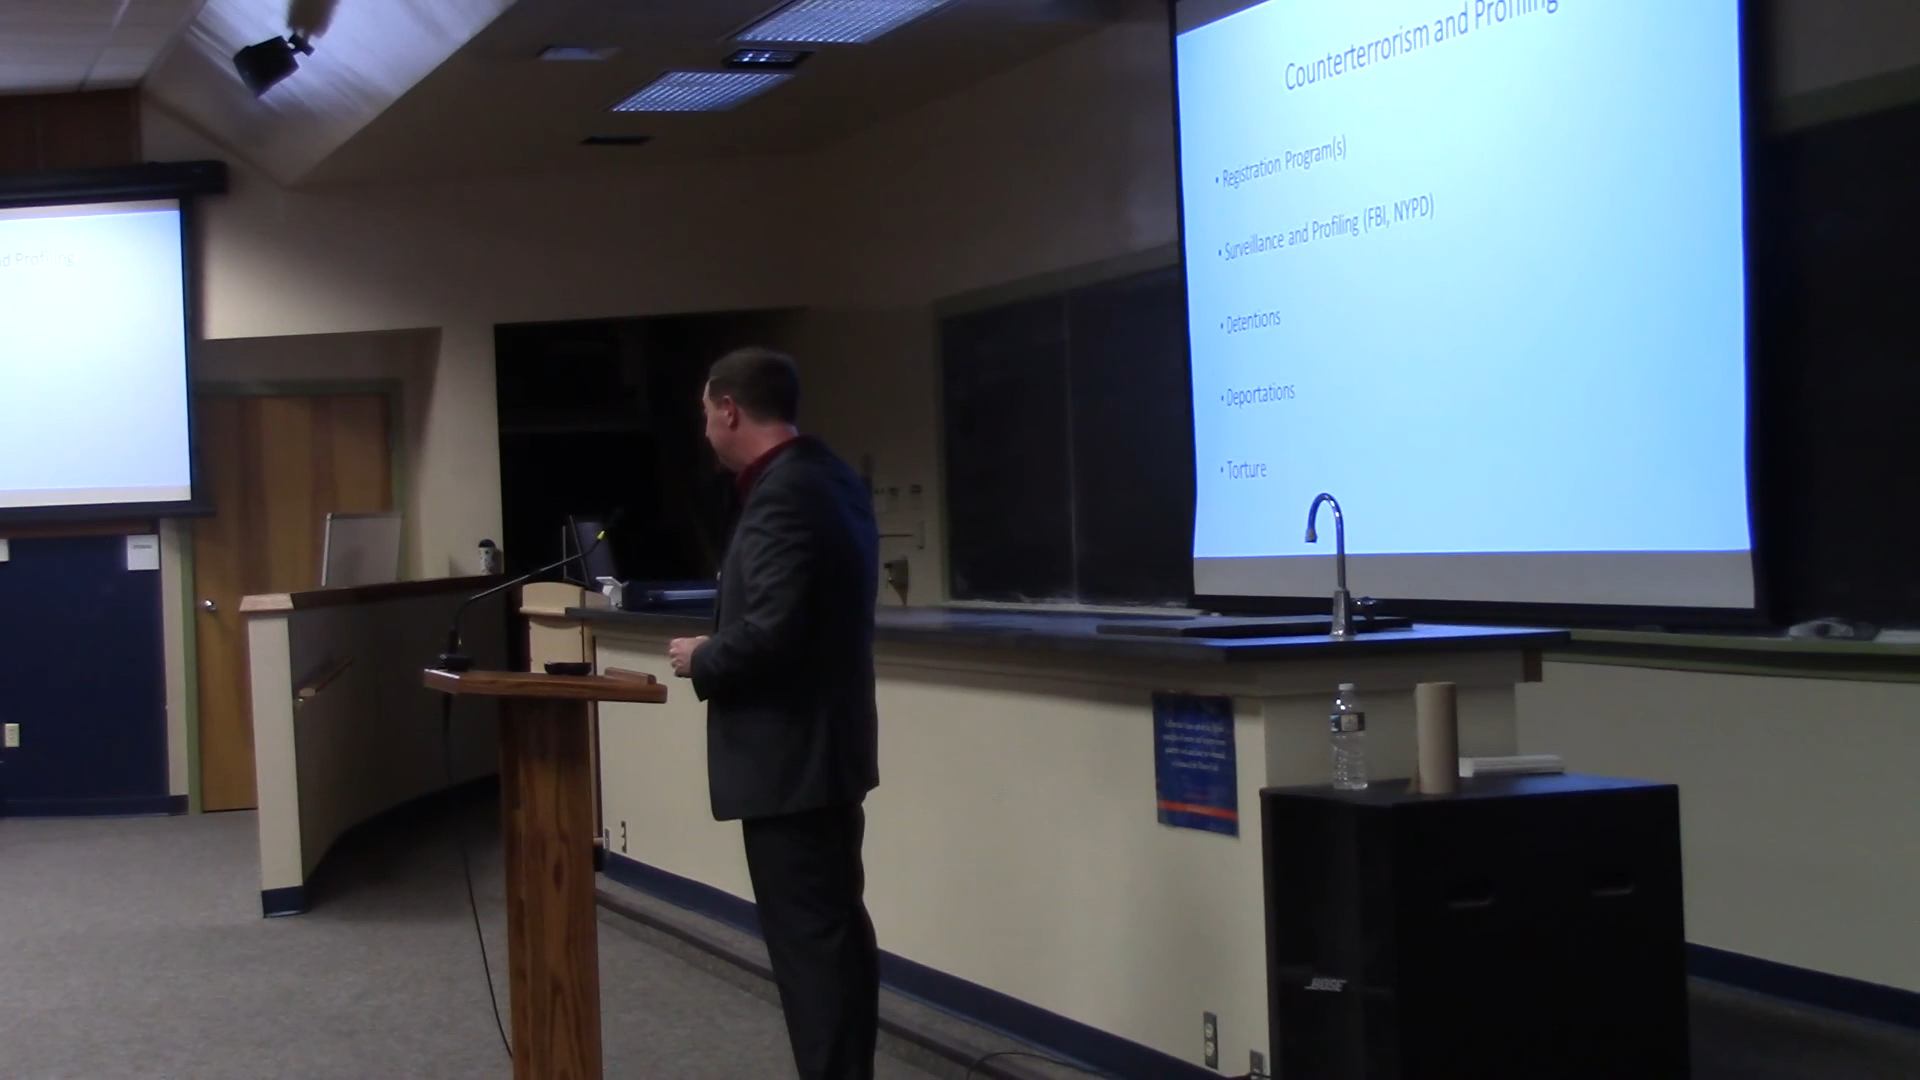 Counterterrorism and Profiling
• Registration Program(s)
• Surveillance and Profiling (FBI, NYPD)
• Detentions
• Deportations
• Torture
d Profiling
BOSE